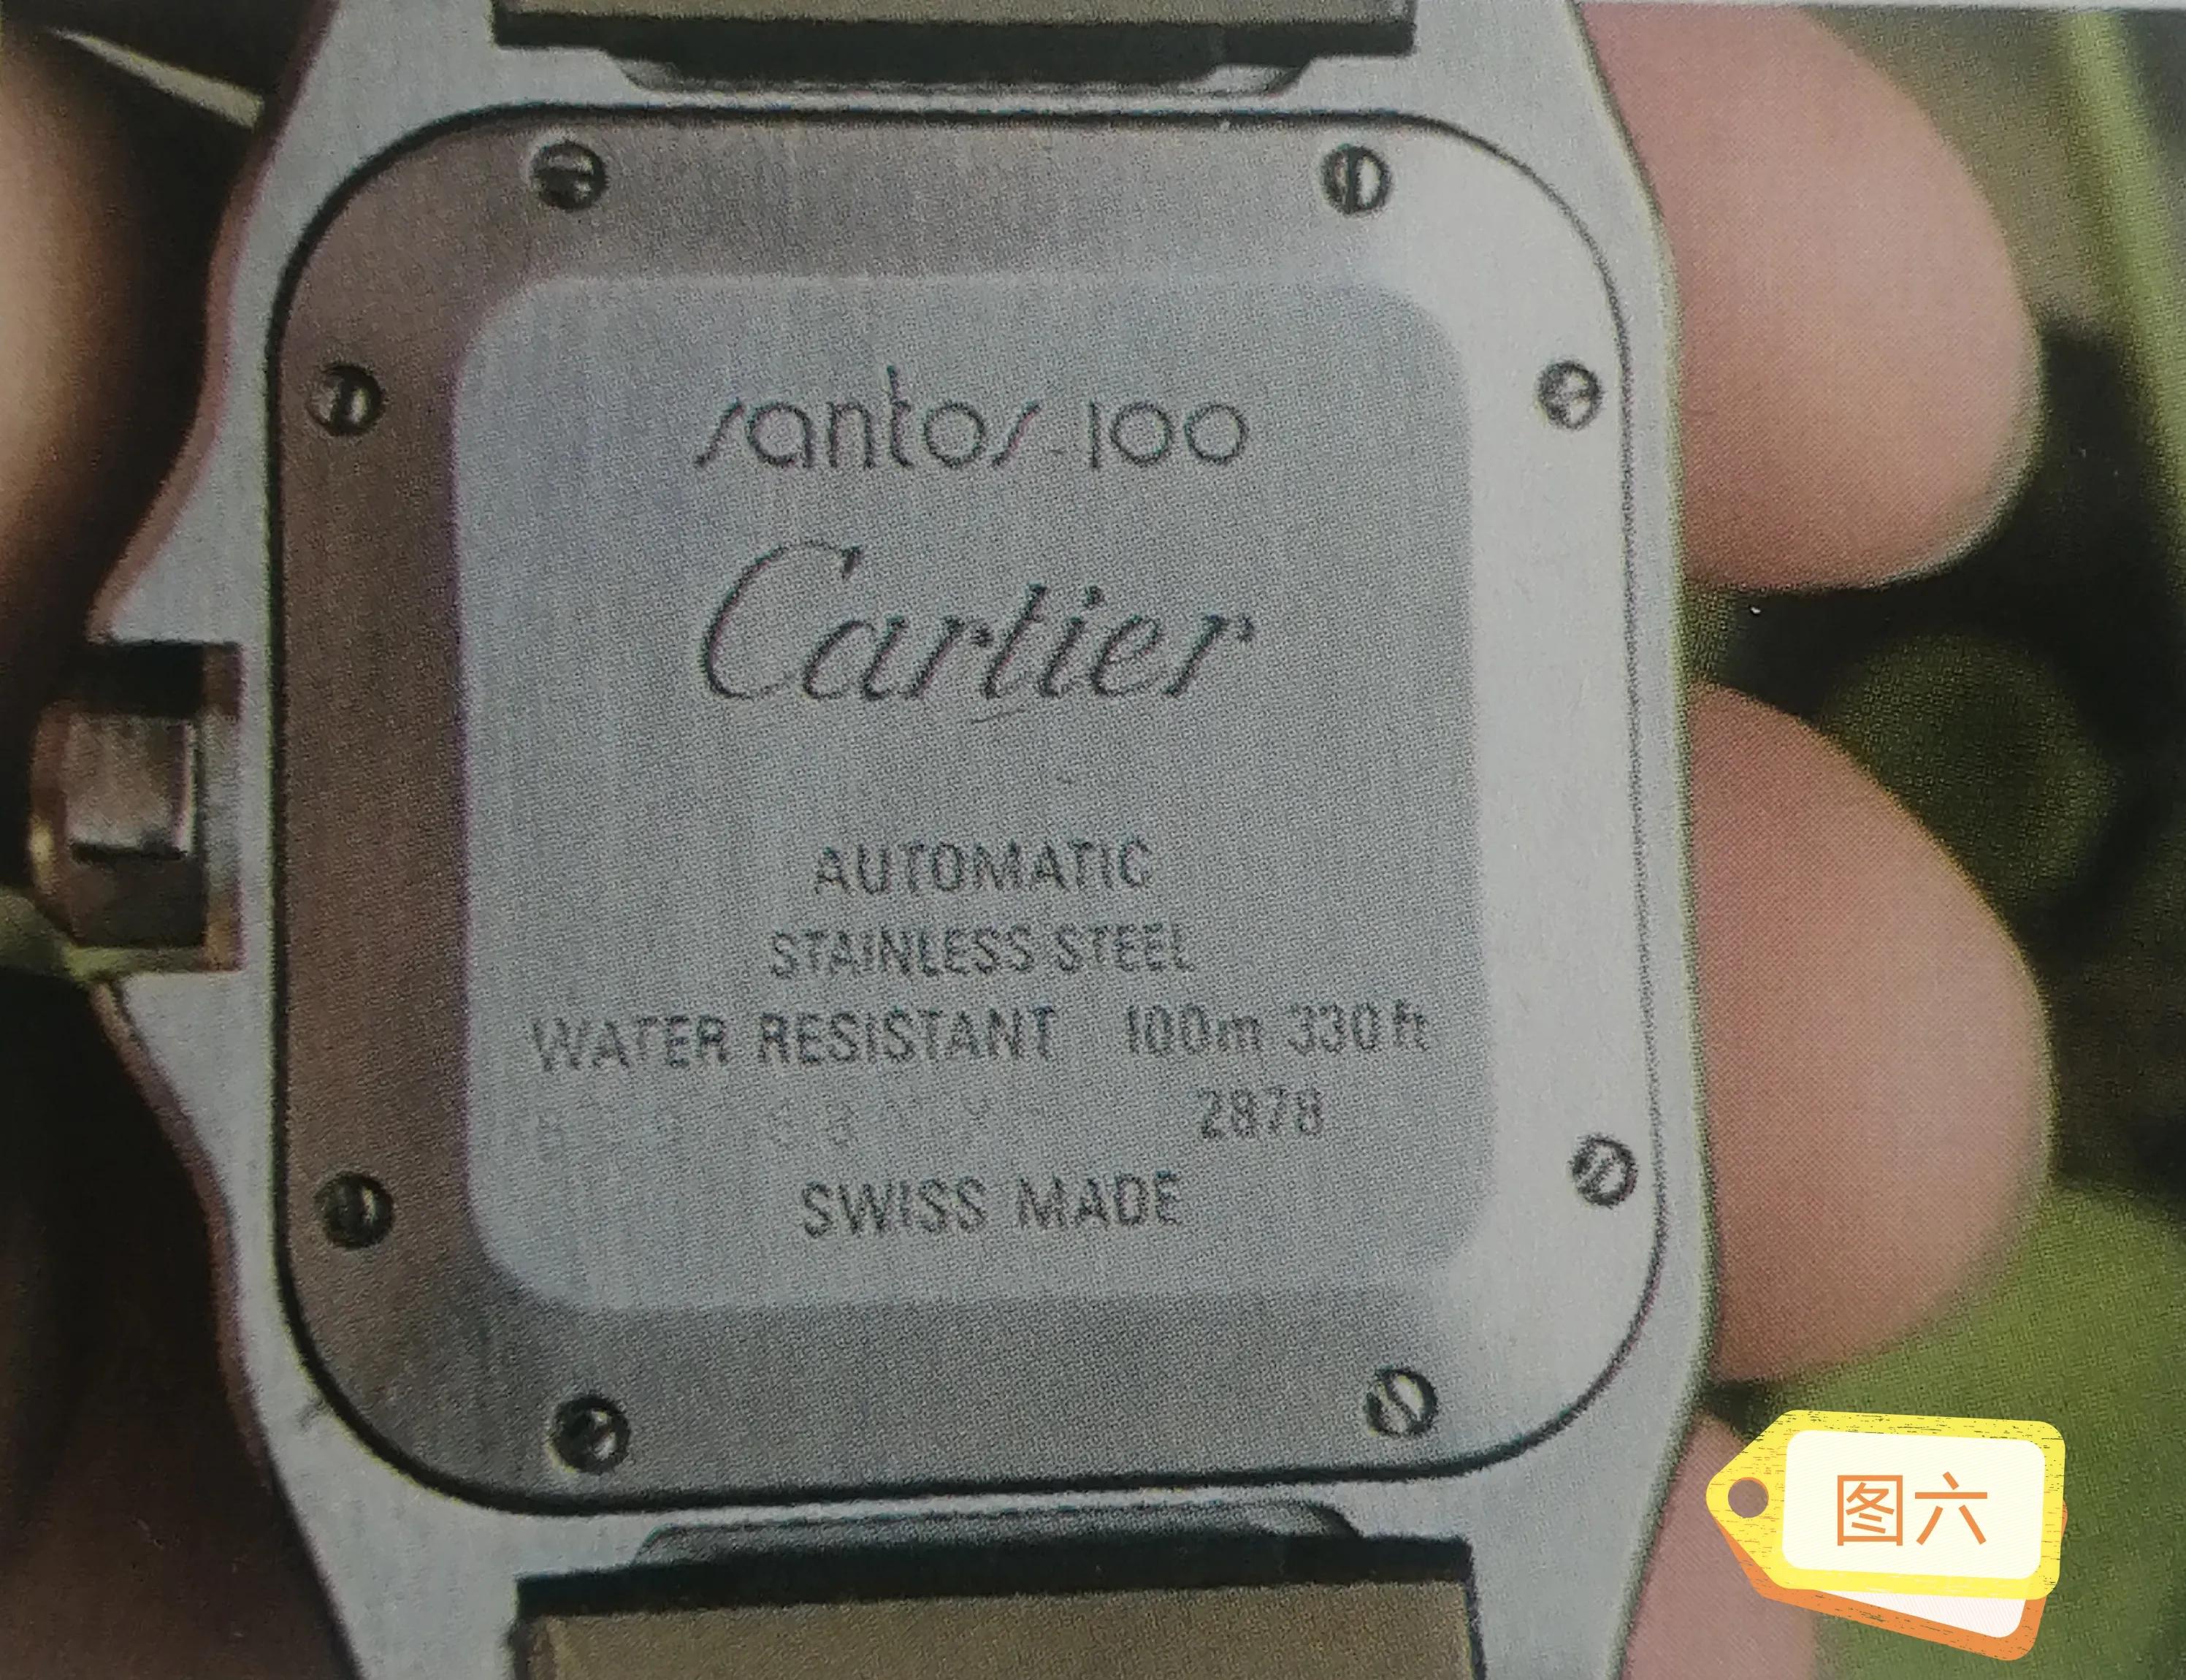 santos 100
Cartier
AUTOMATIC
STAINLESS STEEL
WATER RESISTANT 100m 330ft
2878
SWISS MADE
图六